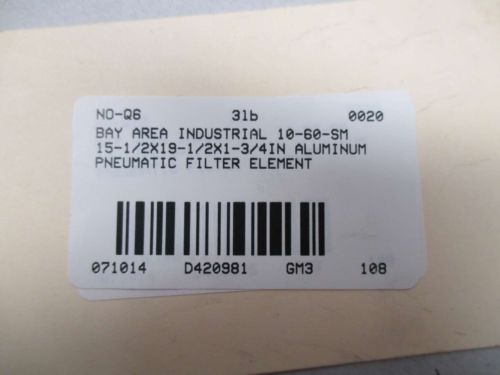 NO-Q6 3lb 0020
BAY AREA INDUSTRIAL 10-60-SM
15-1/2X19-1/2X1-3/4IN ALUMINUM
PNEUMATIC FILTER ELEMENT
071014 D420981 GM3 108